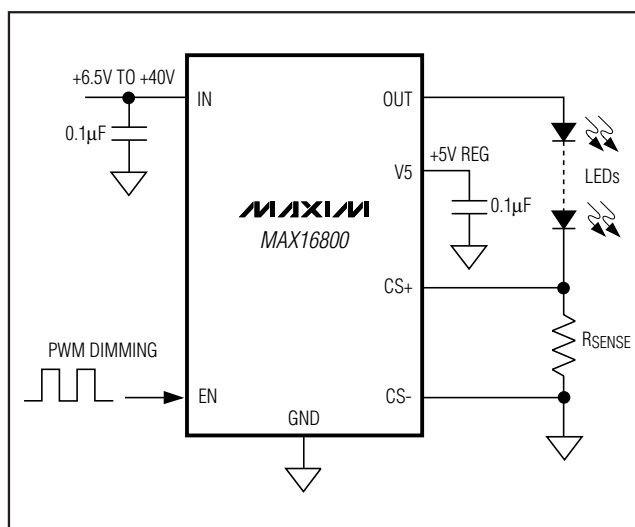 +6.5V TO +40V
IN
OUT
0.1µF
+5V REG
V5
LEDs
0.1µF
MAXIM
MAX16800
CS+
RSENSE
PWM DIMMING
EN
CS-
GND